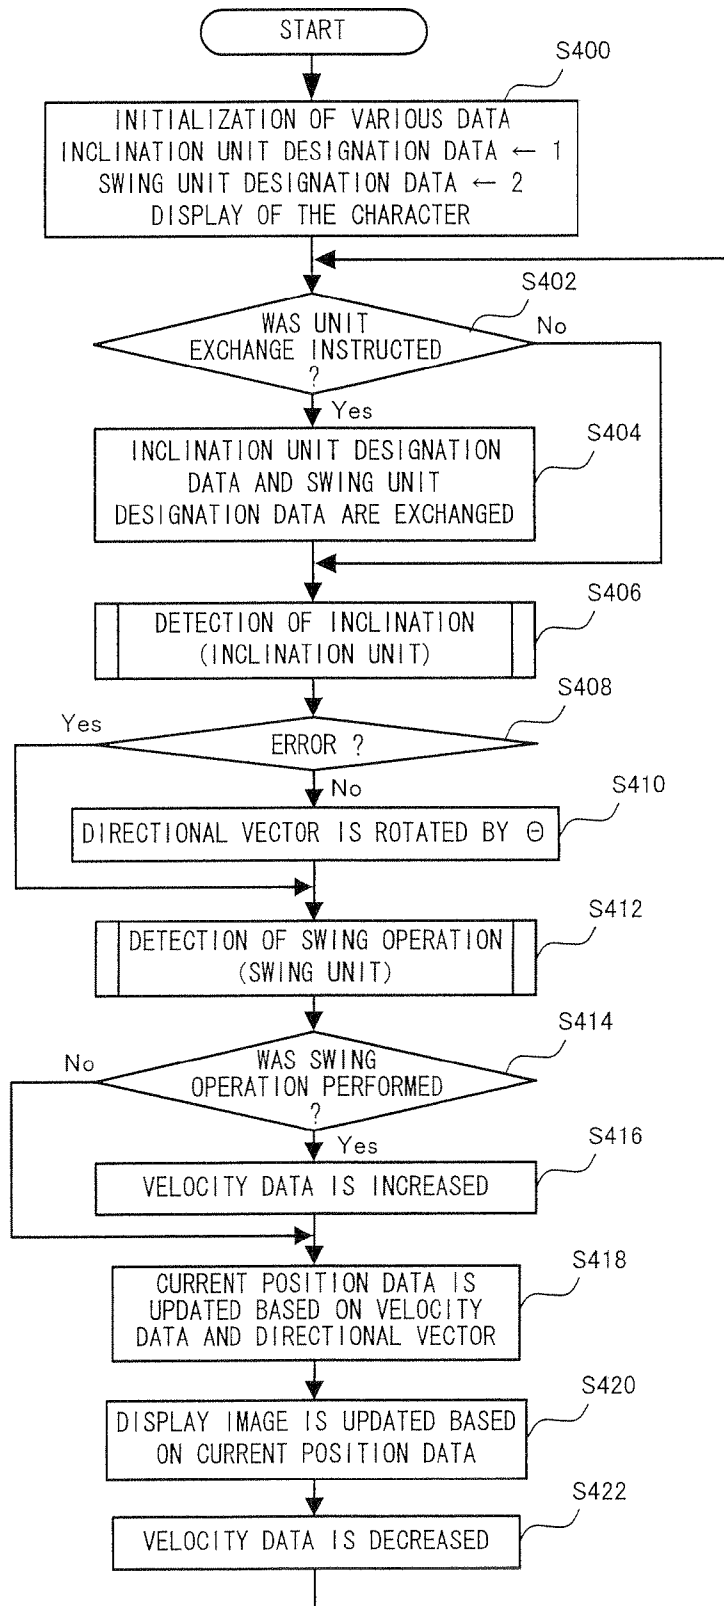 START
S400
INITIALIZATION OF VARIOUS DATA
INCLINATION UNIT DESIGNATION DATA ← 1
SWING UNIT DESIGNATION DATA ← 2
DISPLAY OF THE CHARACTER
S402
WAS UNIT
EXCHANGE INSTRUCTED
?
No
Yes
S404
INCLINATION UNIT DESIGNATION
DATA AND SWING UNIT
DESIGNATION DATA ARE EXCHANGED
S406
DETECTION OF INCLINATION
(INCLINATION UNIT)
S408
Yes
ERROR ?
No
S410
DIRECTIONAL VECTOR IS ROTATED BY Θ
S412
DETECTION OF SWING OPERATION
(SWING UNIT)
S414
No
WAS SWING
OPERATION PERFORMED
?
Yes
S416
VELOCITY DATA IS INCREASED
S418
CURRENT POSITION DATA IS
UPDATED BASED ON VELOCITY
DATA AND DIRECTIONAL VECTOR
S420
DISPLAY IMAGE IS UPDATED BASED
ON CURRENT POSITION DATA
S422
VELOCITY DATA IS DECREASED